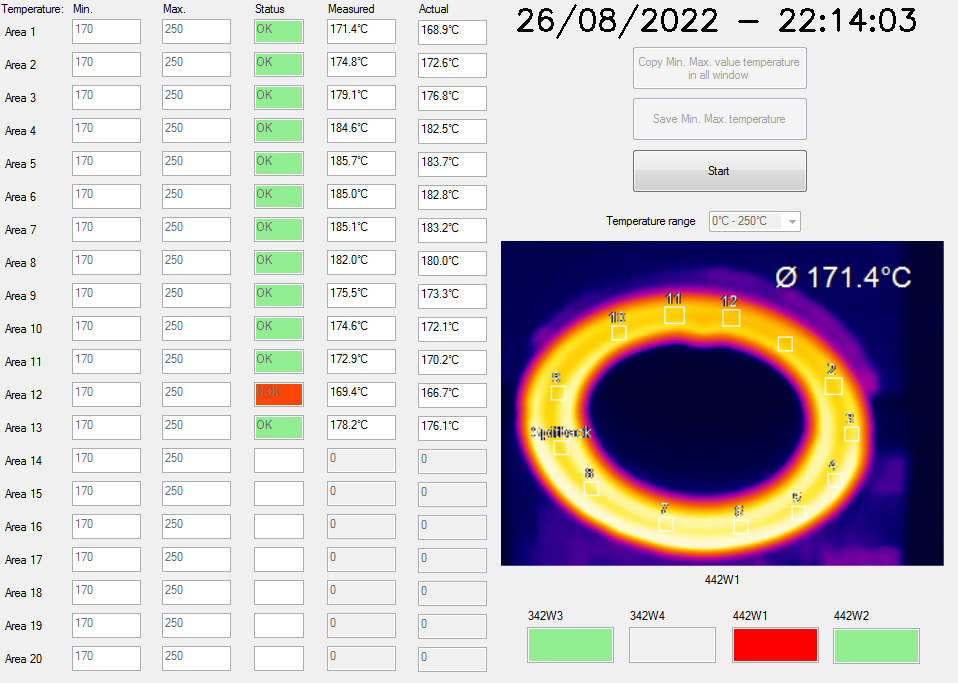 Temperature: Min. Max. Status Measured Actual
Area 1 170 250 OK 171.4°C 168.9°C
Area 2 170 250 OK 174.8°C 172.6°C
Area 3 170 250 OK 179.1°C 176.8°C
Area 4 170 250 OK 184.6°C 182.5°C
Area 5 170 250 OK 185.7°C 183.7°C
Area 6 170 250 OK 185.0°C 182.8°C
Area 7 170 250 OK 185.1°C 183.2°C
Area 8 170 250 OK 182.0°C 180.0°C
Area 9 170 250 OK 175.5°C 173.3°C
Area 10 170 250 OK 174.6°C 172.1°C
Area 11 170 250 OK 172.9°C 170.2°C
Area 12 170 250 NOK 169.4°C 166.7°C
Area 13 170 250 OK 178.2°C 176.1°C
Area 14 170 250 0 0
Area 15 170 250 0 0
Area 16 170 250 0 0
Area 17 170 250 0 0
Area 18 170 250 0 0
Area 19 170 250 0 0
Area 20 170 250 0 0
26/08/2022 - 22:14:03
Copy Min. Max. value temperature
in all window
Save Min. Max. temperature
Start
Temperature range 0°C - 250°C
Ø 171.4°C
11 12
10
2
3
Spitback
4
8
7
442W1
342W3 342W4 442W1 442W2